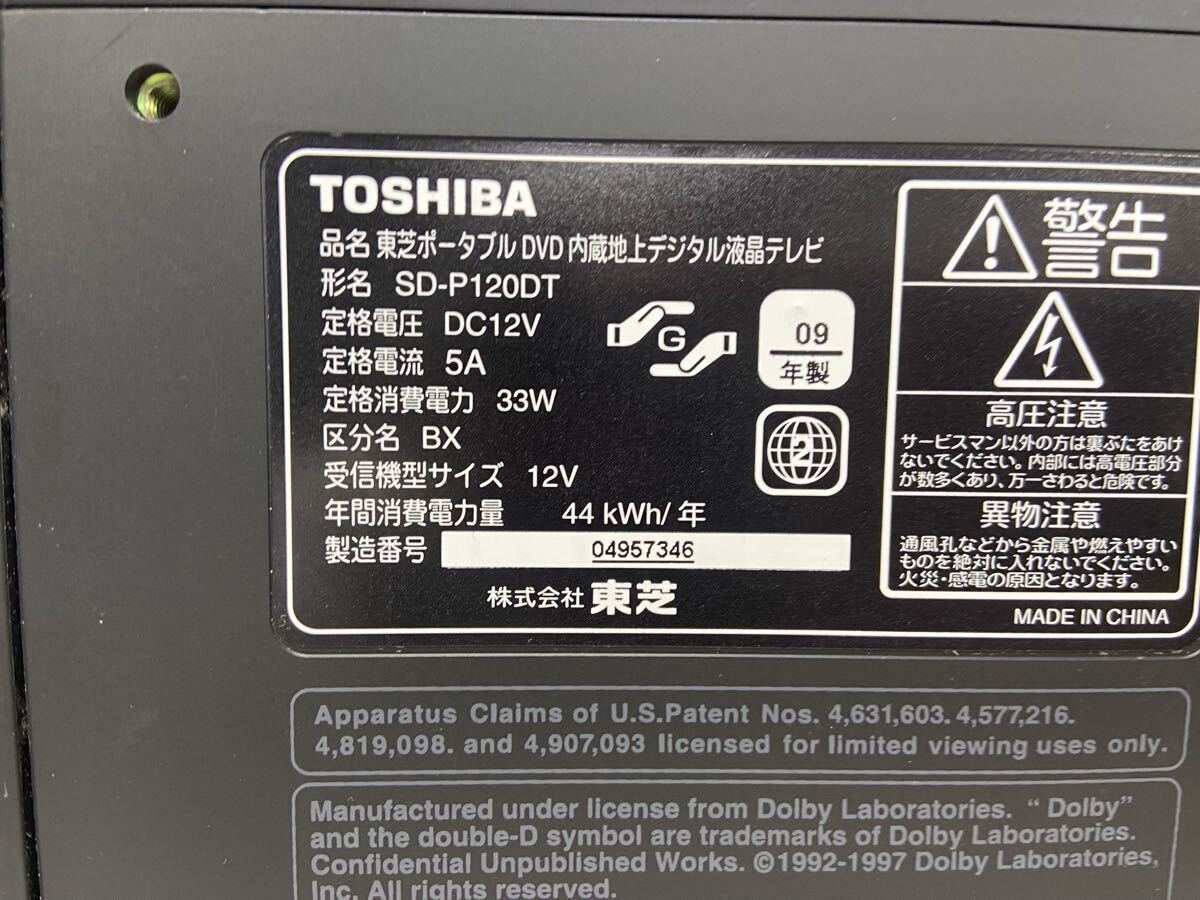 TOSHIBA
品名 東芝ポータブル DVD 内蔵地上デジタル液晶テレビ
形名 SD-P120DT
定格電圧 DC12V
定格電流 5A
定格消費電力 33W
区分名 BX
受信機型サイズ 12V
年間消費電力量 44 kWh/年
製造番号 04957346
株式会社 東芝
G
09
年製
2
警告
高圧注意
サービスマン以外の方は裏ぶたをあけ
ないでください。内部には高電圧部分
が数多くあり、万一さわると危険です。
異物注意
通風孔などから金属や燃えやすい
ものを絶対に入れないでください。
火災・感電の原因となります。
MADE IN CHINA
5
Apparatus Claims of U.S.Patent Nos. 4,631,603. 4,577,216.
4,819,098. and 4,907,093 licensed for limited viewing uses only.
Manufactured under license from Dolby Laboratories. “ Dolby”
and the double-D symbol are trademarks of Dolby Laboratories.
Confidential Unpublished Works. ©1992-1997 Dolby Laboratories,
Inc. All rights reserved.